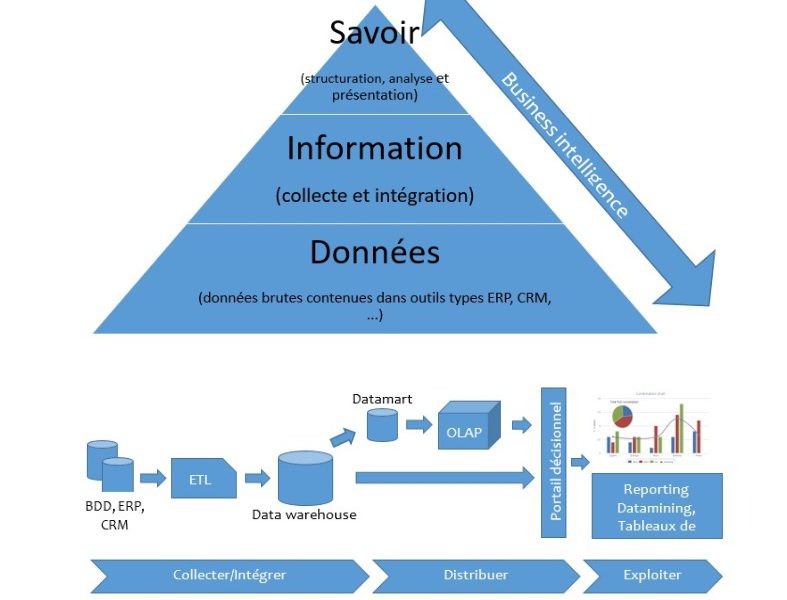 Savoir
(structuration, analyse et
présentation)
Business intelligence
Information
(collecte et intégration)
Données
(données brutes contenues dans outils types ERP, CRM,
...)
Datamart
OLAP
Portail décisionnel
ETL
BDD, ERP,
CRM
Data warehouse
Reporting
Datamining,
Tableaux de
Collecter/Intégrer
Distribuer
Exploiter